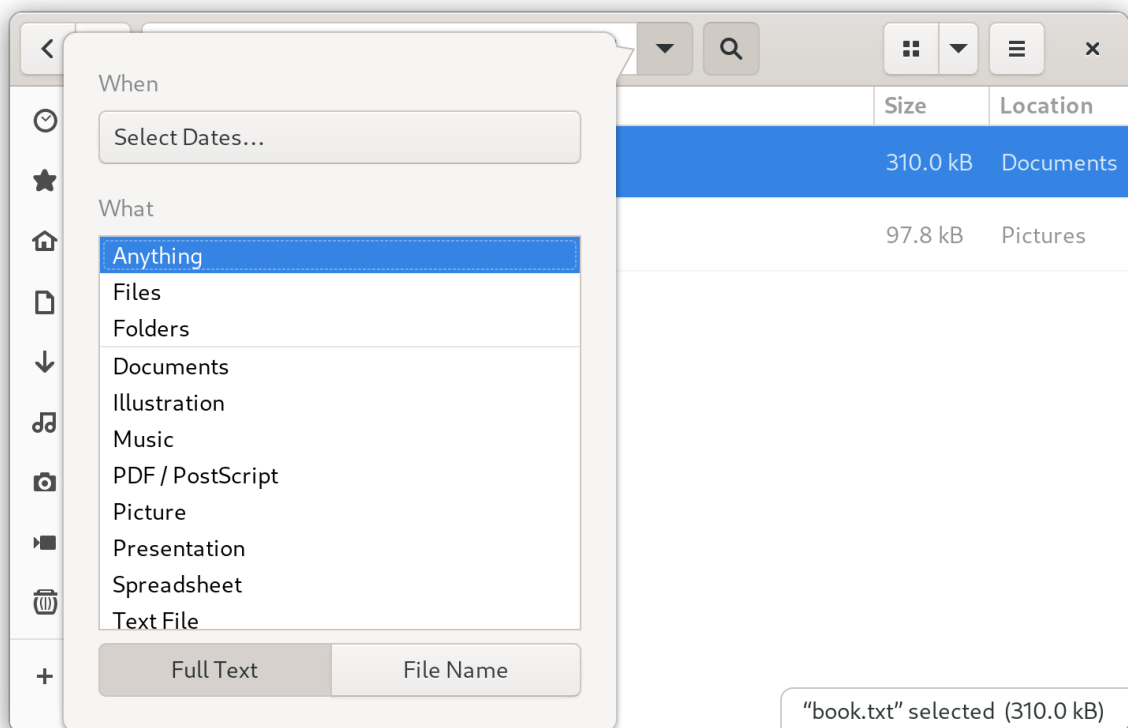 When
Select Dates…
What
Anything
Files
Folders
Documents
Illustration
Music
PDF / PostScript
Picture
Presentation
Spreadsheet
Text File
Full Text File Name
Size Location
310.0 kB Documents
97.8 kB Pictures
“book.txt” selected (310.0 kB)